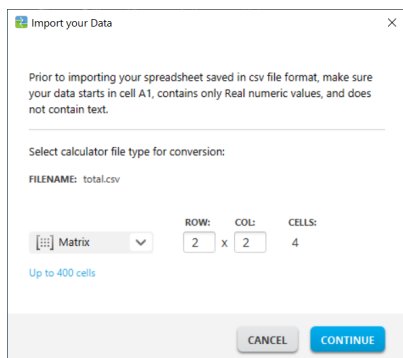 Import your Data
Prior to importing your spreadsheet saved in csv file format, make sure
your data starts in cell A1, contains only Real numeric values, and does
not contain text.
Select calculator file type for conversion:
FILENAME: total.csv
ROW: COL: CELLS:
[:::] Matrix 2 x 2 4
Up to 400 cells
CANCEL CONTINUE